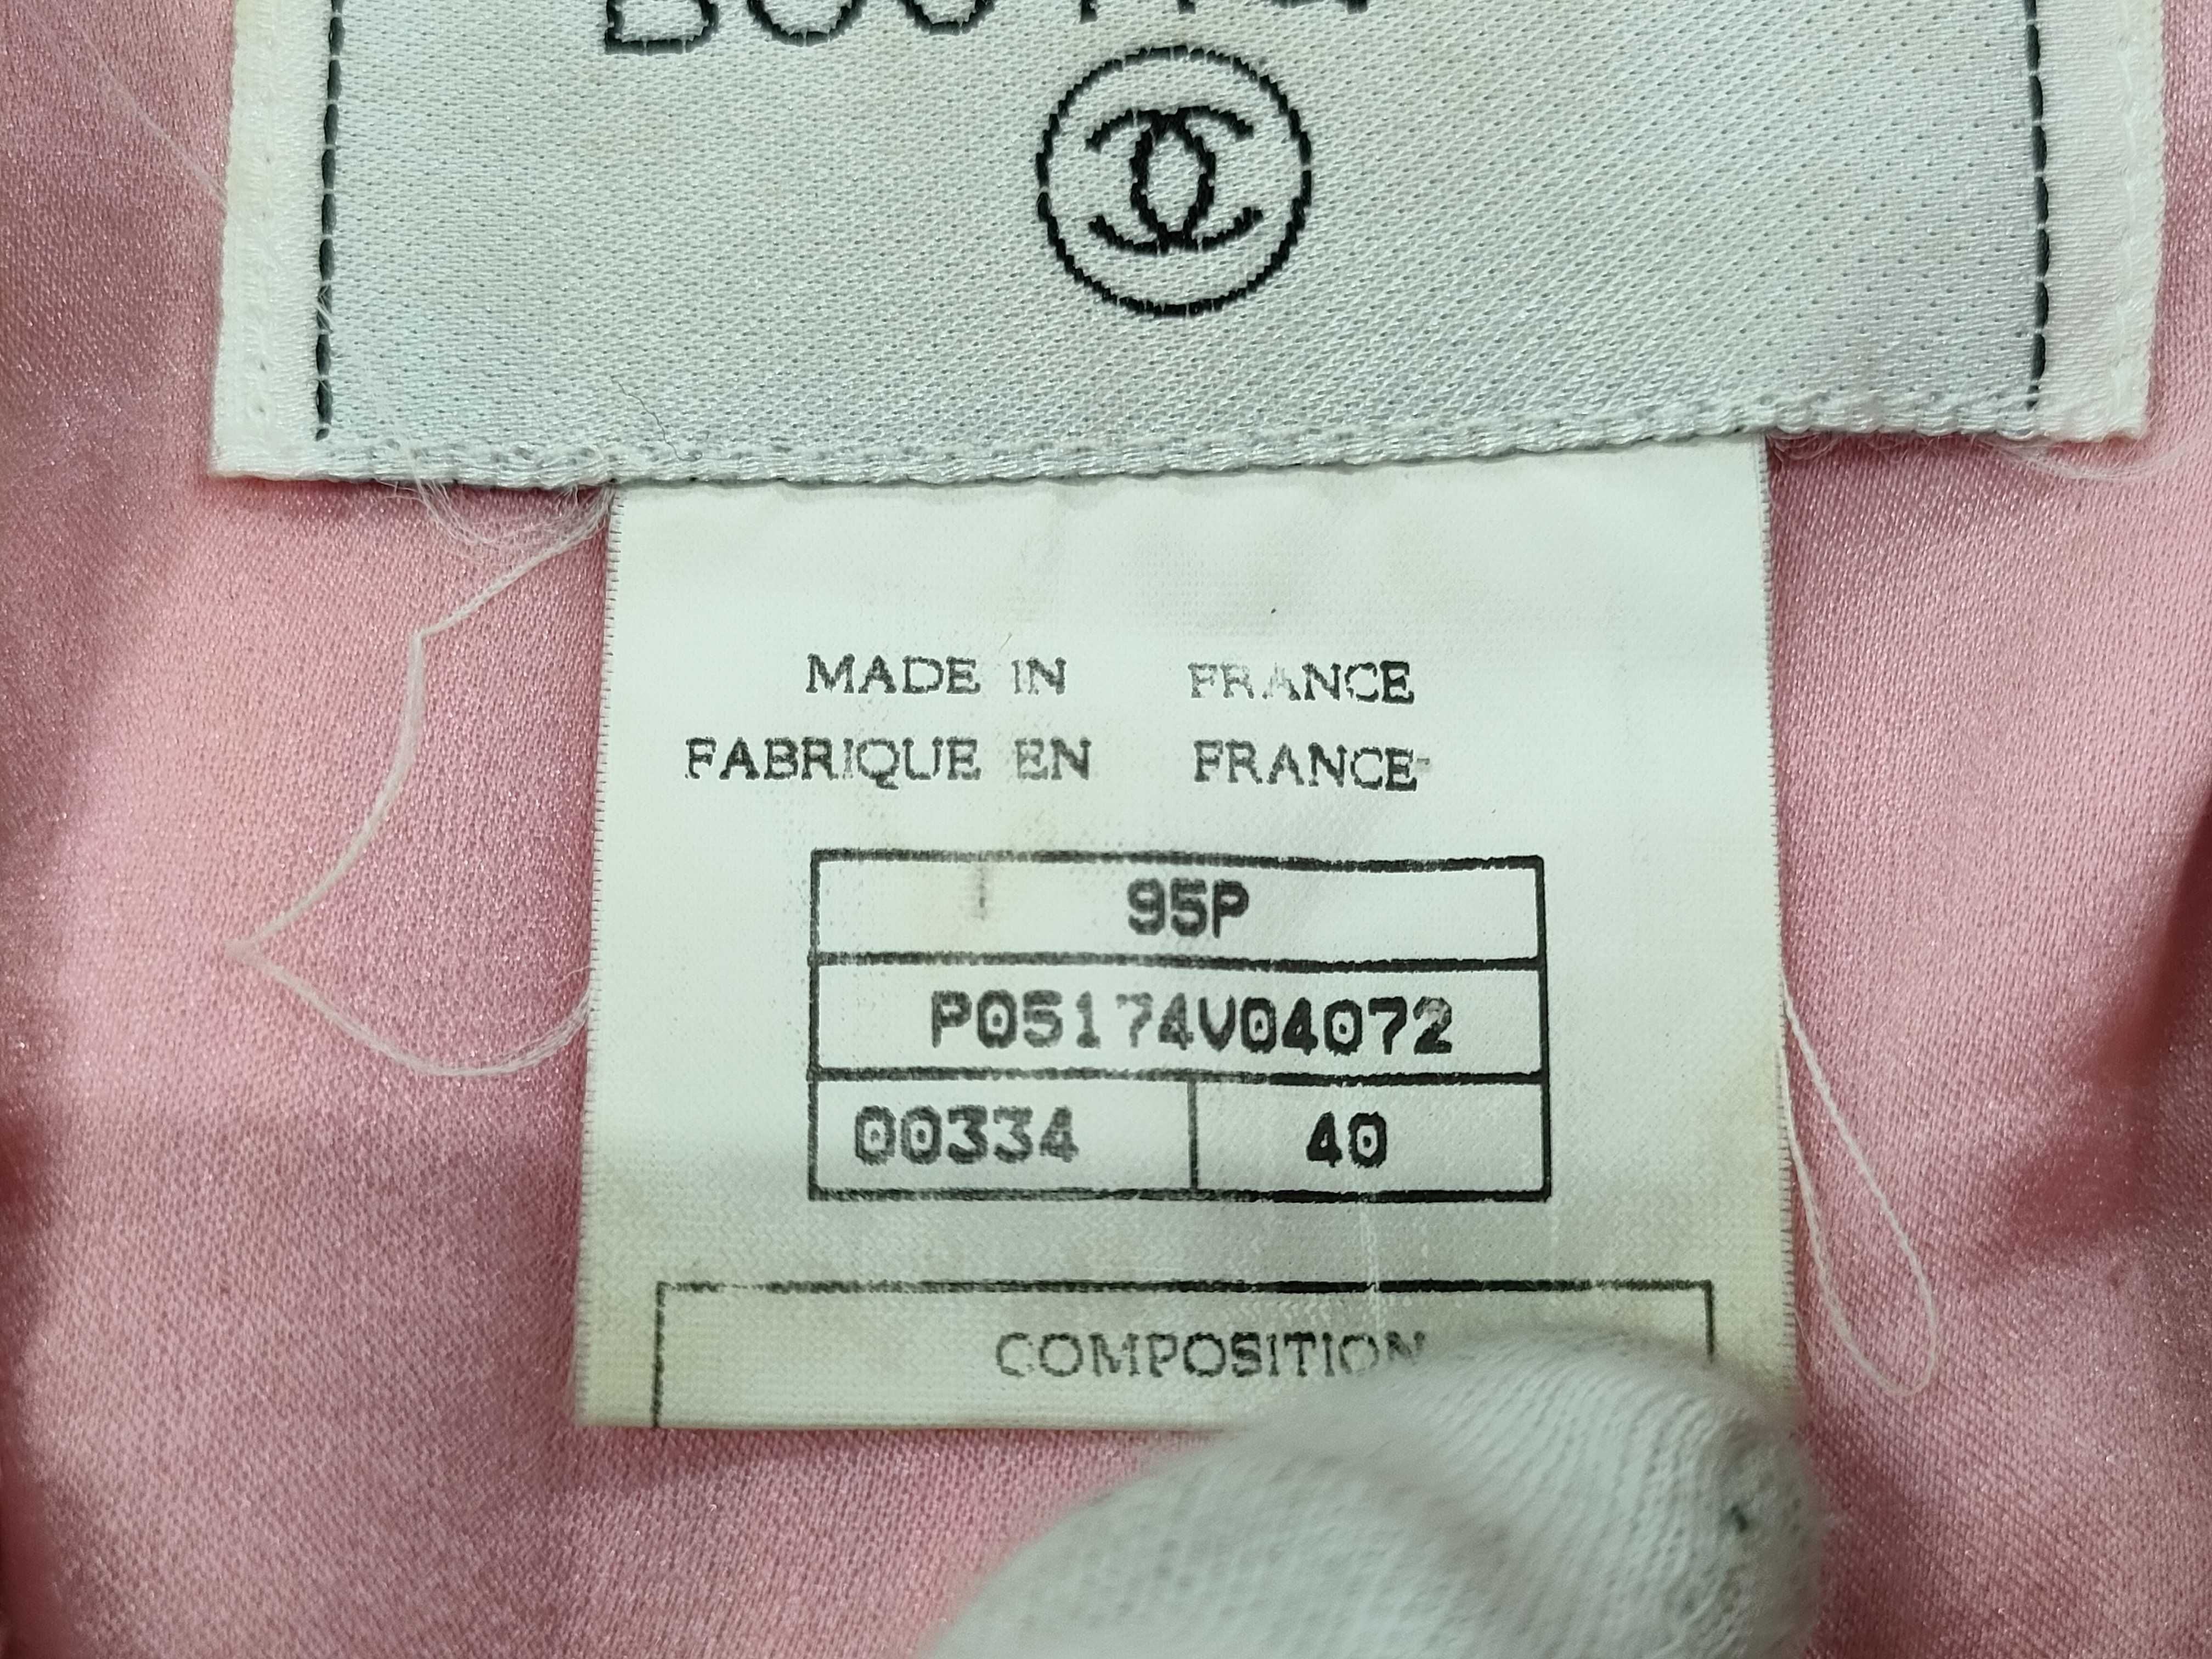 MADE IN FRANCE
FABRIQUE EN FRANCE
95P
P05174V04072
00334 40
COMPOSITION